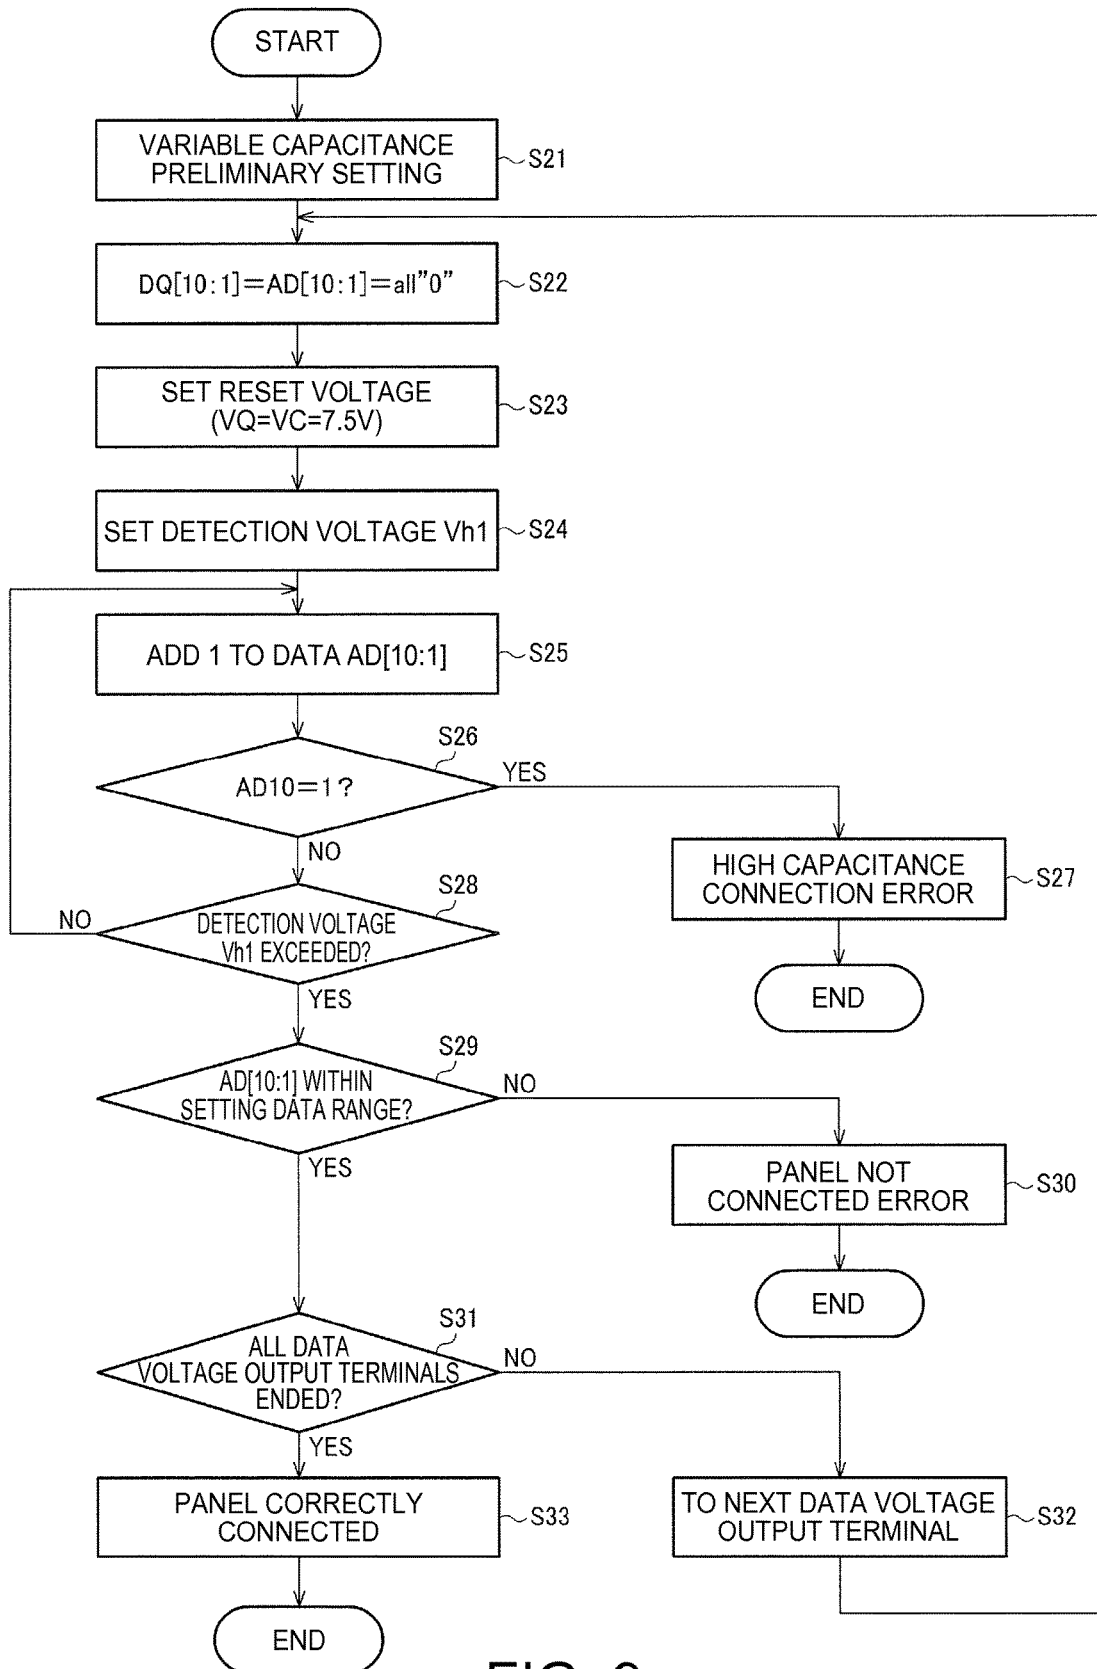 START
VARIABLE CAPACITANCE
PRELIMINARY SETTING
S21
DQ[10:1]=AD[10:1]=all"0"
S22
SET RESET VOLTAGE
(VQ=VC=7.5V)
S23
SET DETECTION VOLTAGE Vh1
S24
ADD 1 TO DATA AD[10:1]
S25
S26
AD10=1?
YES
NO
HIGH CAPACITANCE
CONNECTION ERROR
S27
END
S28
DETECTION VOLTAGE
Vh1 EXCEEDED?
NO
YES
S29
AD[10:1] WITHIN
SETTING DATA RANGE?
NO
YES
PANEL NOT
CONNECTED ERROR
S30
END
S31
ALL DATA
VOLTAGE OUTPUT TERMINALS
ENDED?
NO
YES
PANEL CORRECTLY
CONNECTED
S33
TO NEXT DATA VOLTAGE
OUTPUT TERMINAL
S32
END